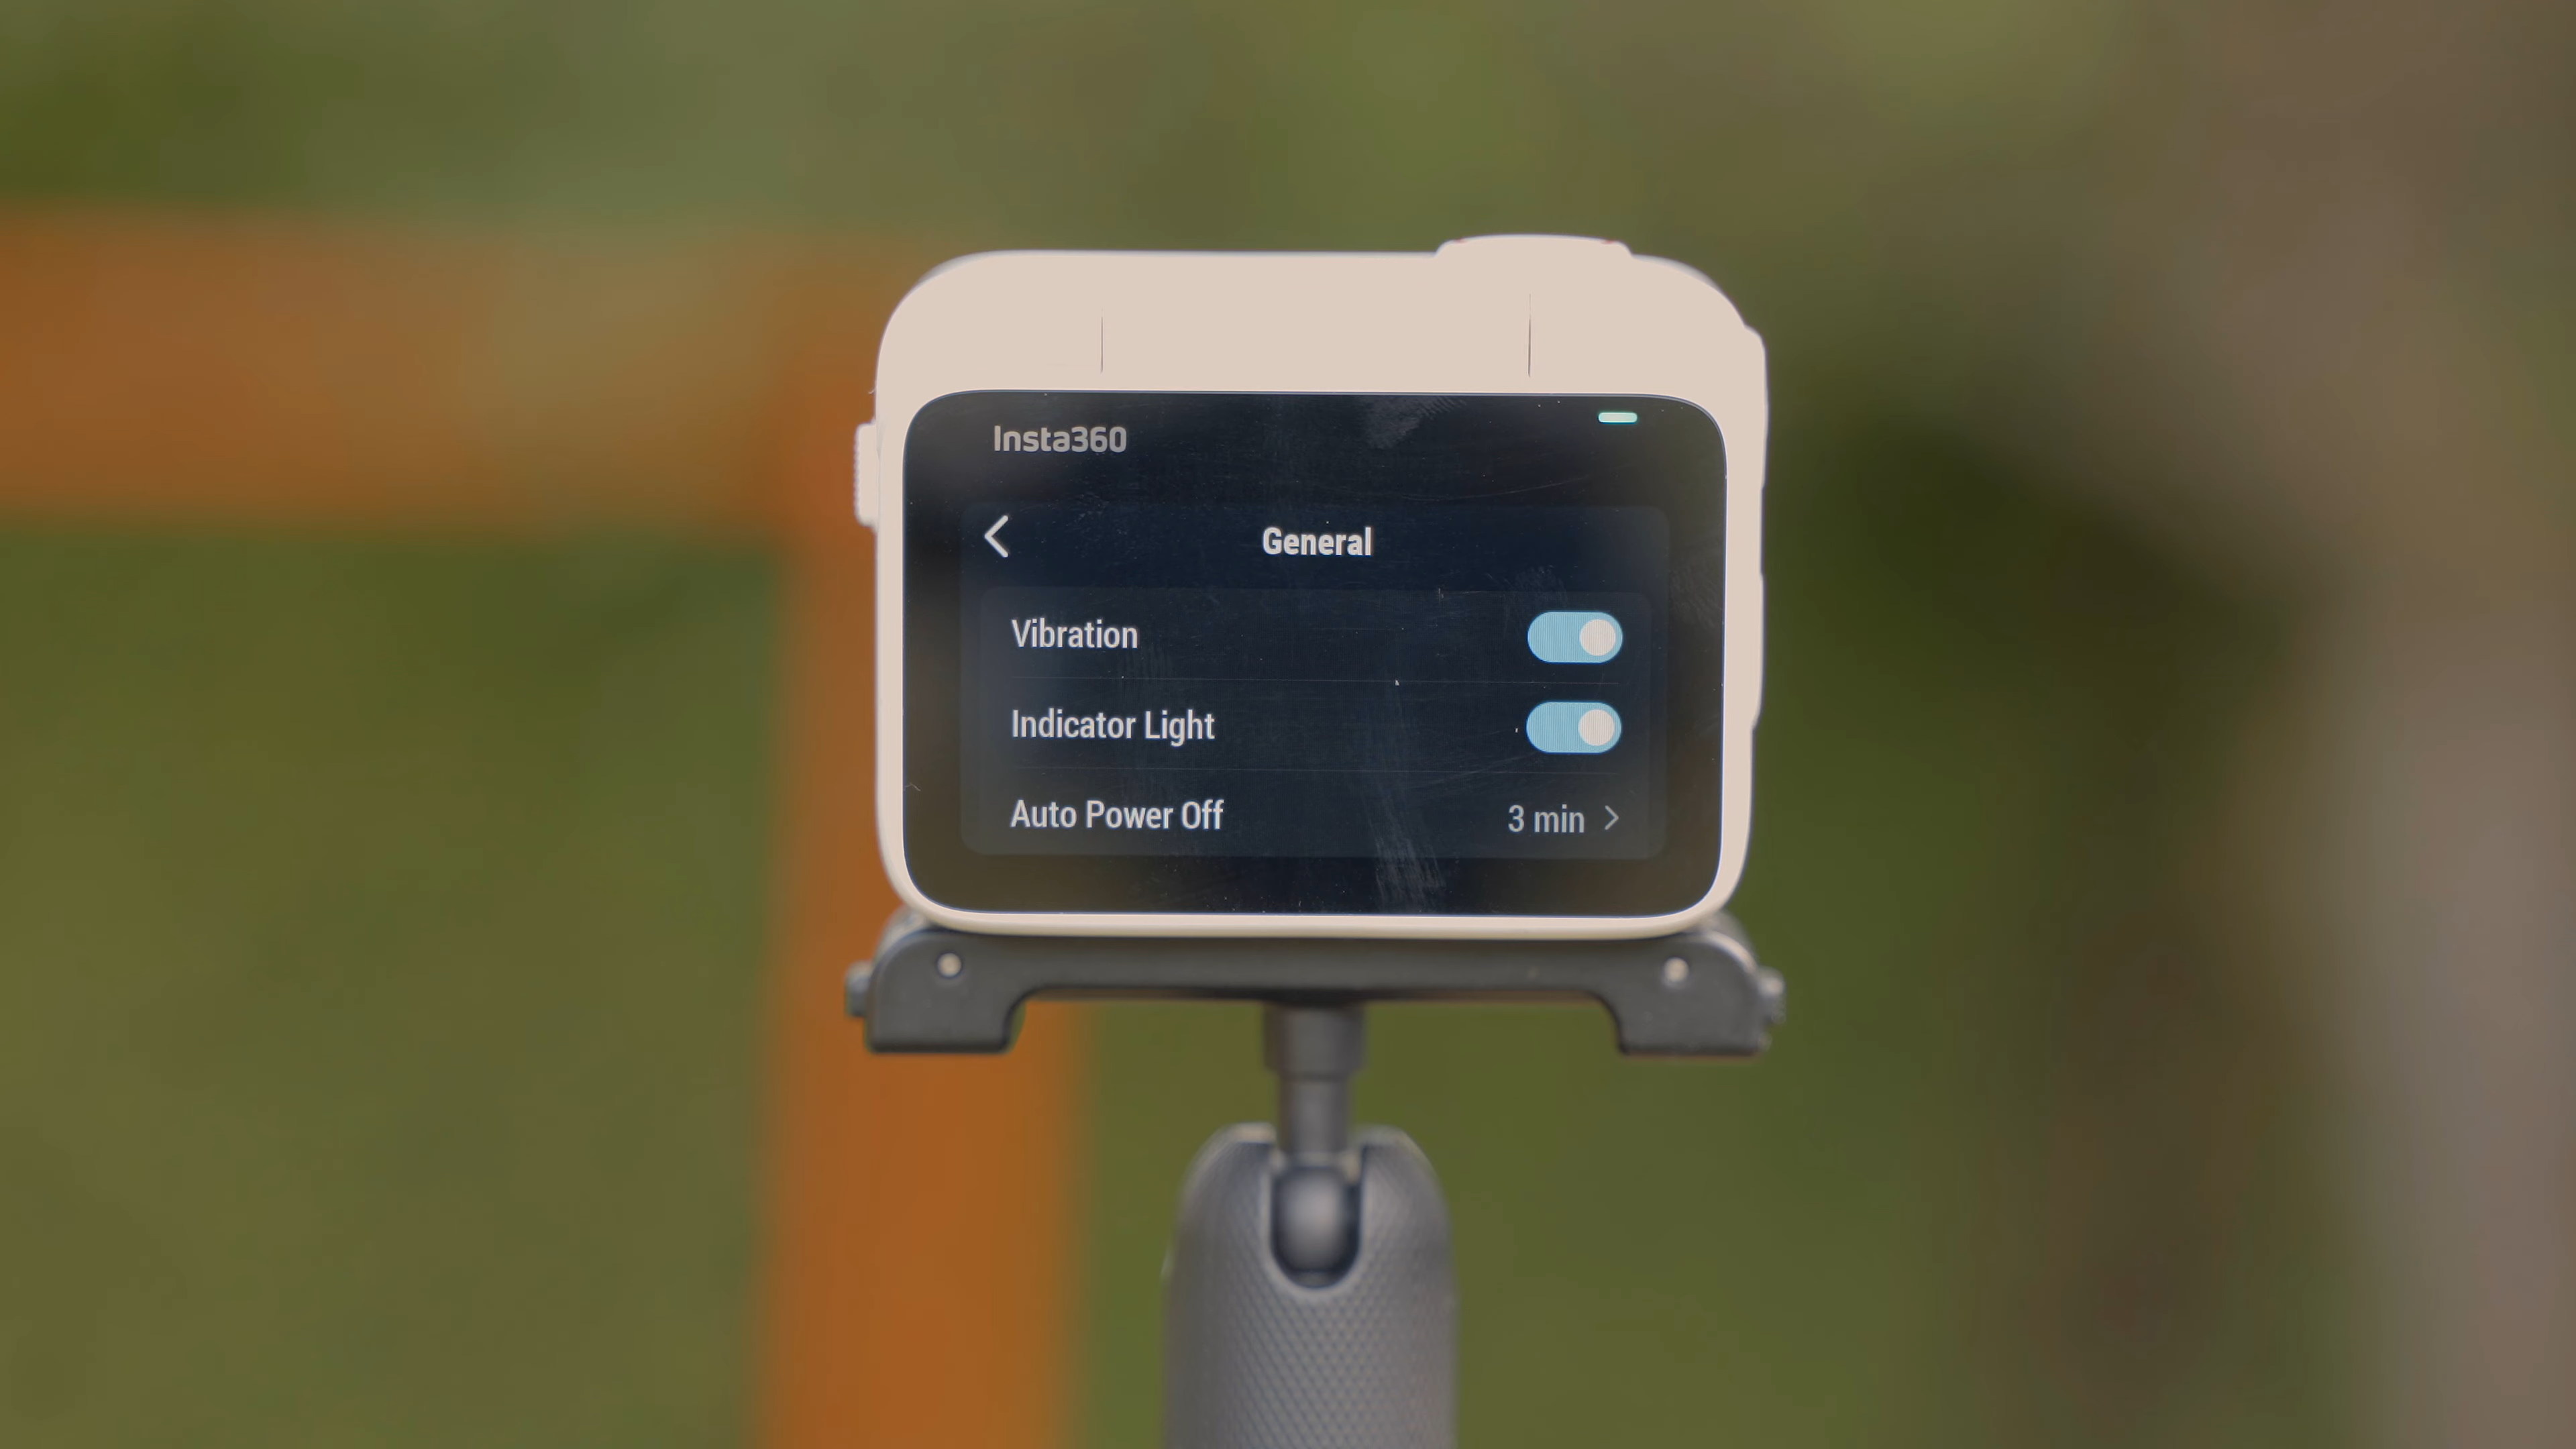 Insta360
General
Vibration
Indicator Light
Auto Power Off 3 min